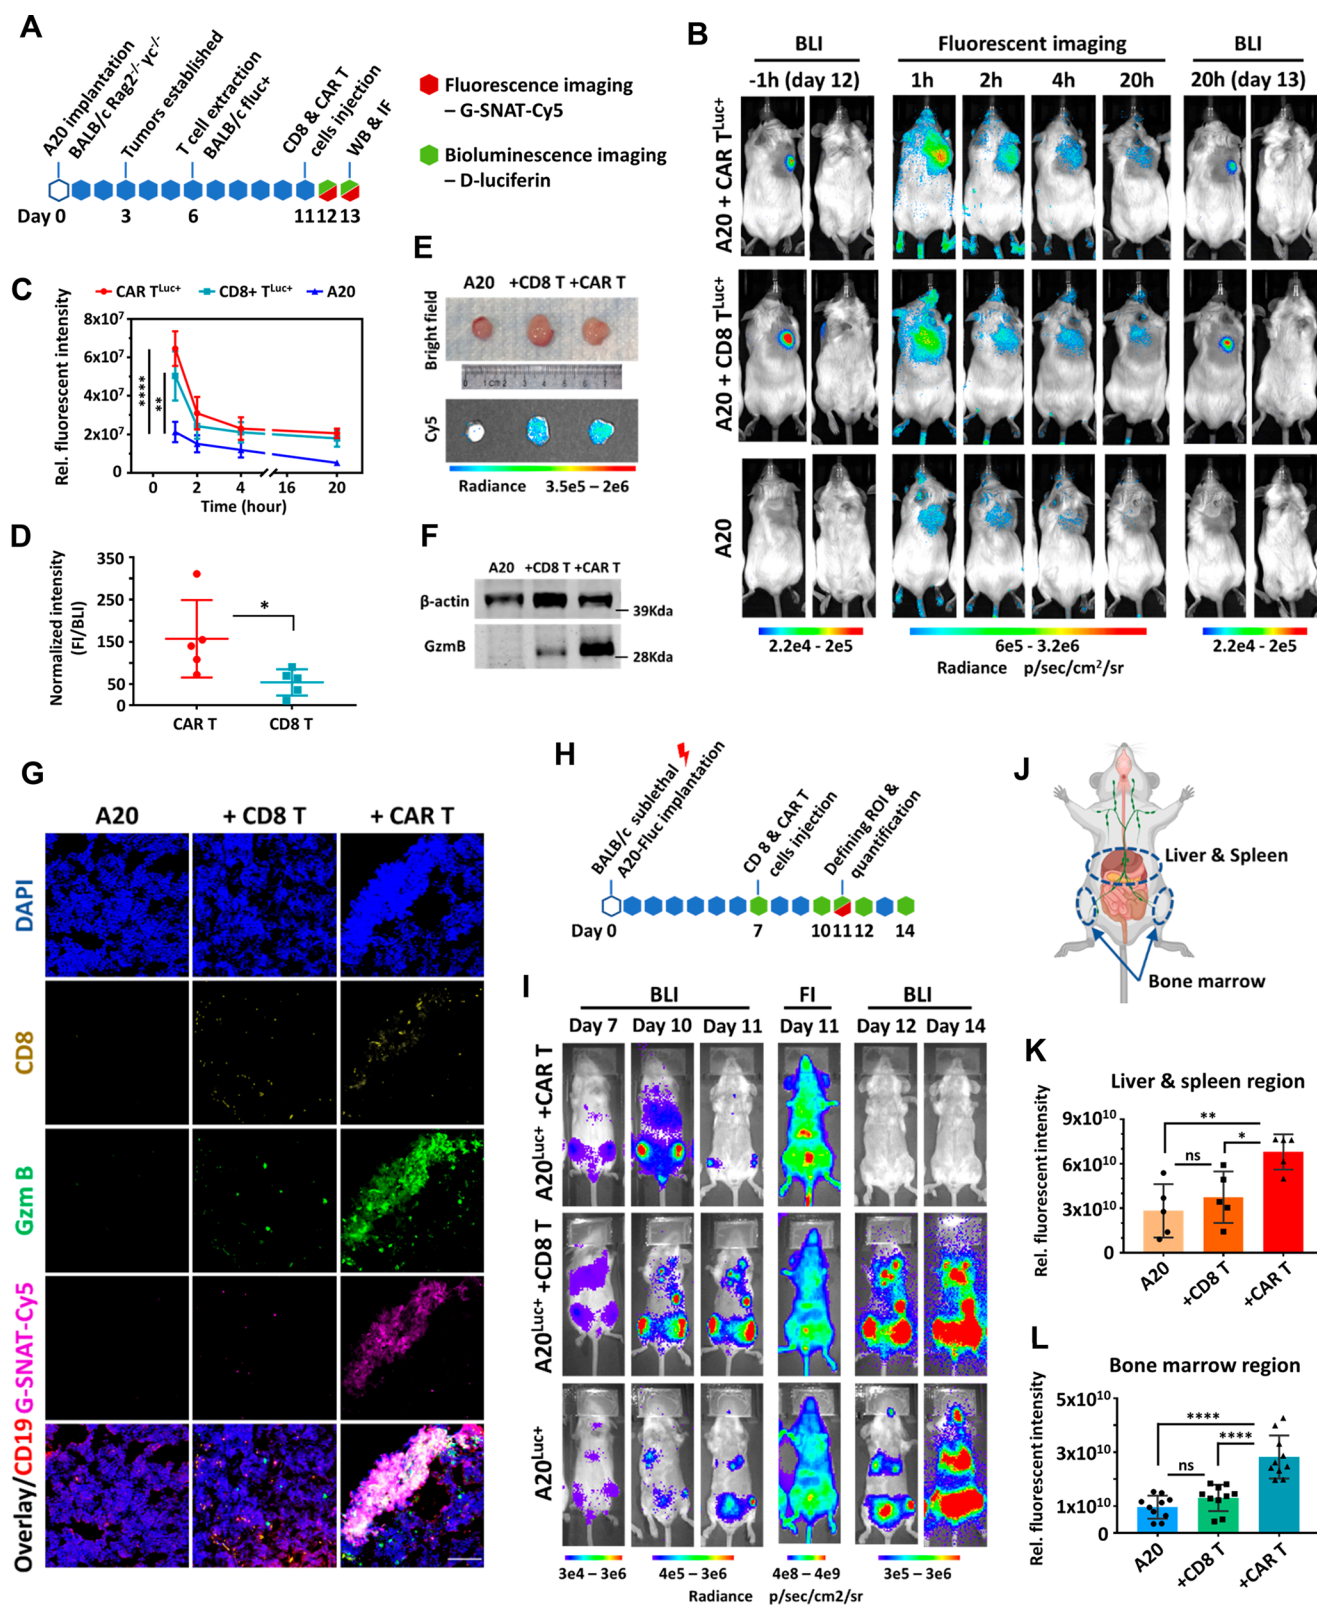 A
A20 implantation
BALB/c Rag2-/- γc-/-
Tumors established
T cell extraction
BALB/c fluc+
CD8 & CAR T
cells injection
WB & IF
Day 0
3
6
11
12
13
Fluorescence imaging
– G-SNAT-Cy5
Bioluminescence imaging
– D-luciferin
B
BLI
Fluorescent imaging
BLI
-1h (day 12)
1h
2h
4h
20h
20h (day 13)
A20 + CAR TLuc+
A20 + CD8 TLuc+
A20
2.2e4 - 2e5
6e5 - 3.2e6
2.2e4 - 2e5
Radiance p/sec/cm2/sr
C
CAR TLuc+
CD8+ TLuc+
A20
Rel. fluorescent intensity
8x10⁷
6x10⁷
4x10⁷
2x10⁷
0
****
**
0
2
4
16
20
Time (hour)
D
Normalized intensity
(FI/BLI)
350
250
150
100
50
0
*
CAR T
CD8 T
E
A20
+CD8 T
+CAR T
Bright field
0 1 cm 2 3 4 5 6 7
Cy5
Radiance 3.5e5 – 2e6
F
A20
+CD8 T
+CAR T
β-actin
39Kda
GzmB
28Kda
G
A20
+ CD8 T
+ CAR T
DAPI
CD8
Gzm B
G-SNAT-Cy5
Overlay/CD19
H
BALB/c sublethal
A20-Fluc implantation
CD 8 & CAR T
cells injection
Defining ROI &
quantification
Day 0
7
10
11
12
14
I
BLI
FI
BLI
Day 7
Day 10
Day 11
Day 11
Day 12
Day 14
A20Luc+ +CAR T
A20Luc+ +CD8 T
A20Luc+
3e4 – 3e6
4e5 – 3e6
4e8 – 4e9
3e5 – 3e6
Radiance p/sec/cm2/sr
J
Liver & Spleen
Bone marrow
K
Liver & spleen region
Rel. fluorescent intensity
9x10¹⁰
6x10¹⁰
3x10¹⁰
0
**
*
ns
A20
+CD8 T
+CAR T
L
Bone marrow region
Rel. fluorescent intensity
5x10¹⁰
3x10¹⁰
1x10¹⁰
0
****
****
ns
A20
+CD8 T
+CAR T